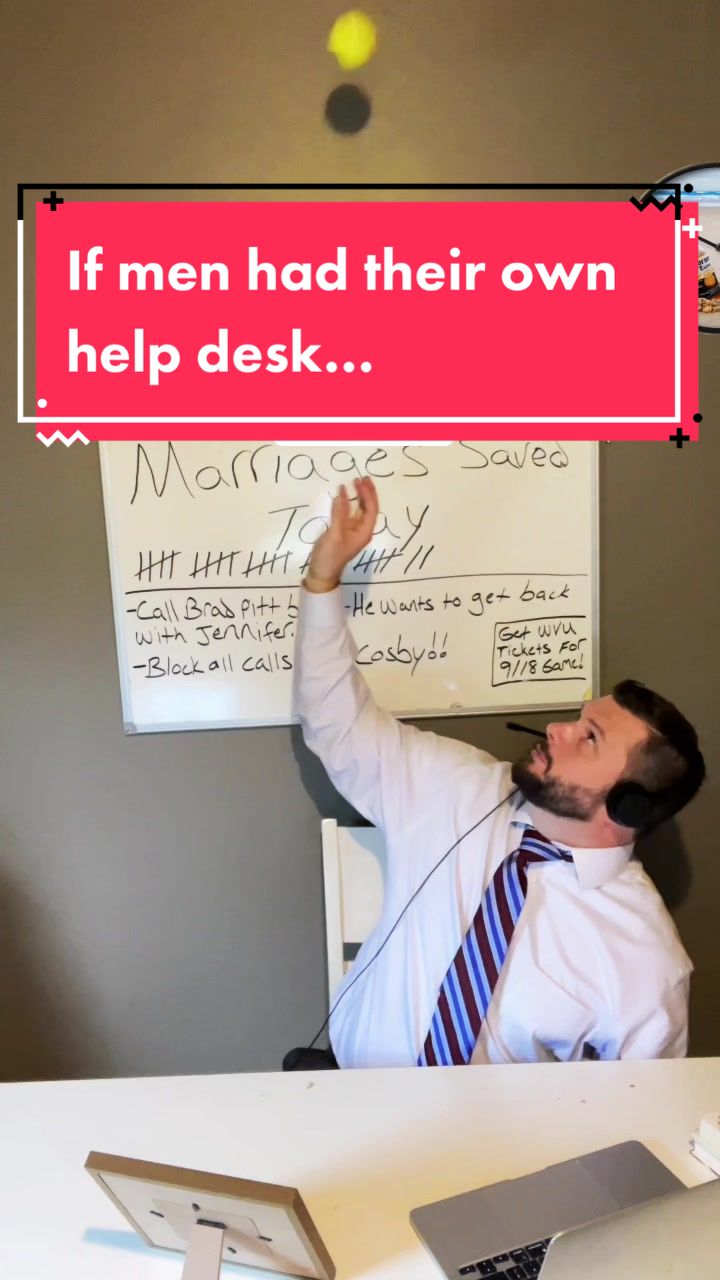 If men had their own
help desk...
Marriages Saved
Today
-Call Brad Pitt
with Jennifer.
-Block all calls
-He wants to get back
Cosby!!
Get WVU
Tickets For
9/18 Game!